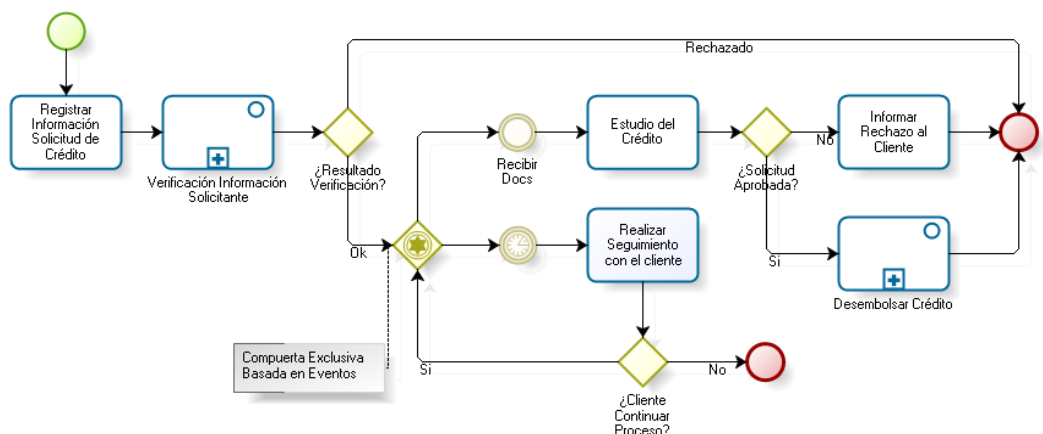 Rechazado
Registrar
Información
Solicitud de
Crédito
Verificación Información
Solicitante
¿Resultado
Verificación?
Ok
Recibir
Docs
Estudio del
Crédito
¿Solicitud
Aprobada?
No
Informar
Rechazo al
Cliente
Si
Desembolsar Crédito
Realizar
Seguimiento
con el cliente
Compuerta Exclusiva
Basada en Eventos
Si
No
¿Cliente
Continuar
Proceso?